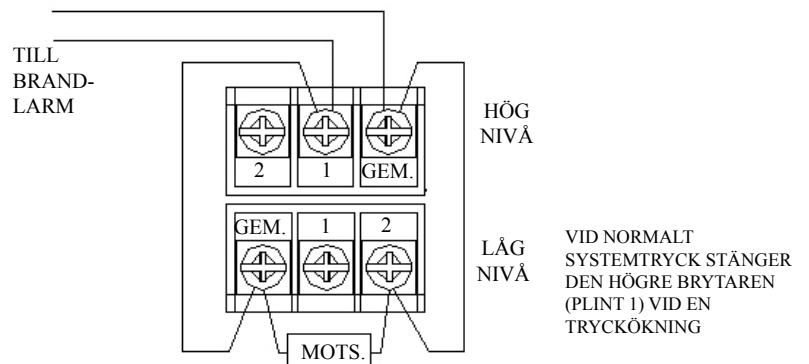 TILL
BRAND-
LARM
HÖG
NIVÅ
2 1 GEM.
GEM. 1 2
LÅG
NIVÅ
VID NORMALT
SYSTEMTRYCK STÄNGER
DEN HÖGRE BRYTAREN
(PLINT 1) VID EN
TRYCKÖKNING
MOTS.